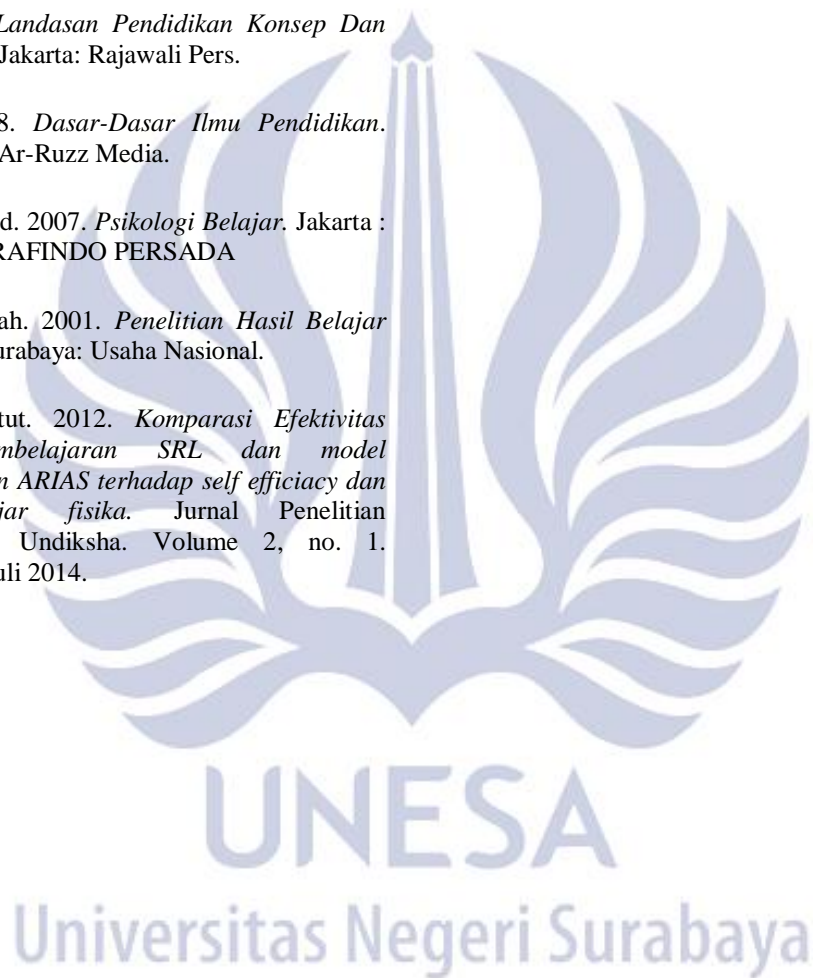 Landasan Pendidikan Konsep Dan
Jakarta: Rajawali Pers.
8. Dasar-Dasar Ilmu Pendidikan.
Ar-Ruzz Media.
d. 2007. Psikologi Belajar. Jakarta :
RAFINDO PERSADA
ah. 2001. Penelitian Hasil Belajar
urabaya: Usaha Nasional.
tut. 2012. Komparasi Efektivitas
mbelajaran SRL dan model
n ARIAS terhadap self efficiacy dan
jar fisika. Jurnal Penelitian
Undiksha. Volume 2, no. 1.
uli 2014.
UNESA
Universitas Negeri Surabaya